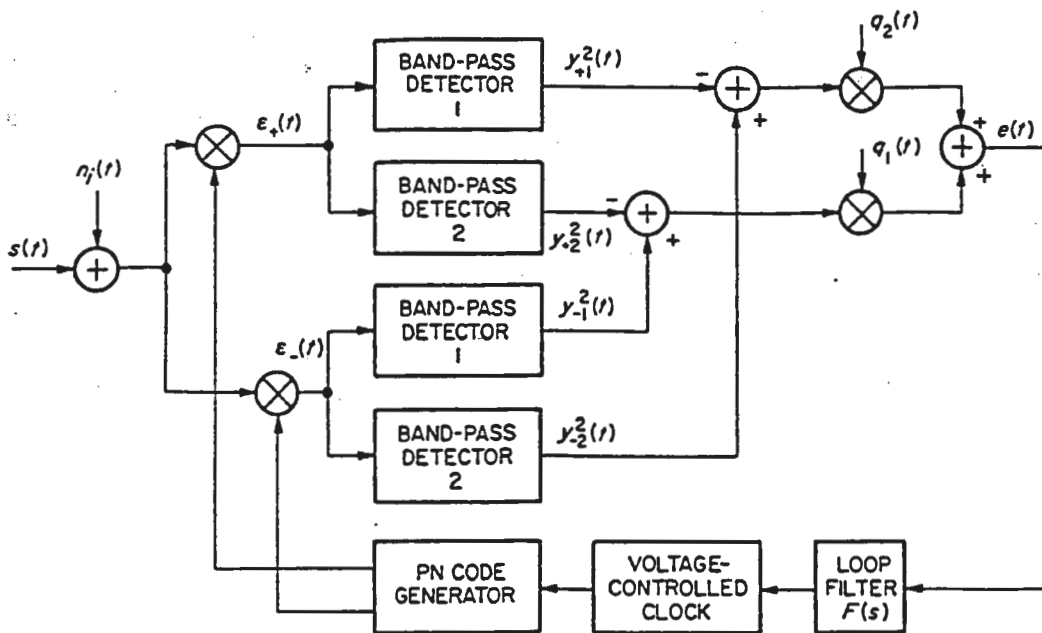 q₂(t)
BAND-PASS
DETECTOR
1
y²₊₁(t)
−
+
+
+
e(t)
ε₊(t)
q₁(t)
nᵢ(t)
BAND-PASS
DETECTOR
2
y²₊₂(t)
−
+
+
s(t)
+
BAND-PASS
DETECTOR
1
y²₋₁(t)
ε₋(t)
BAND-PASS
DETECTOR
2
y²₋₂(t)
PN CODE
GENERATOR
VOLTAGE-
CONTROLLED
CLOCK
LOOP
FILTER
F(s)